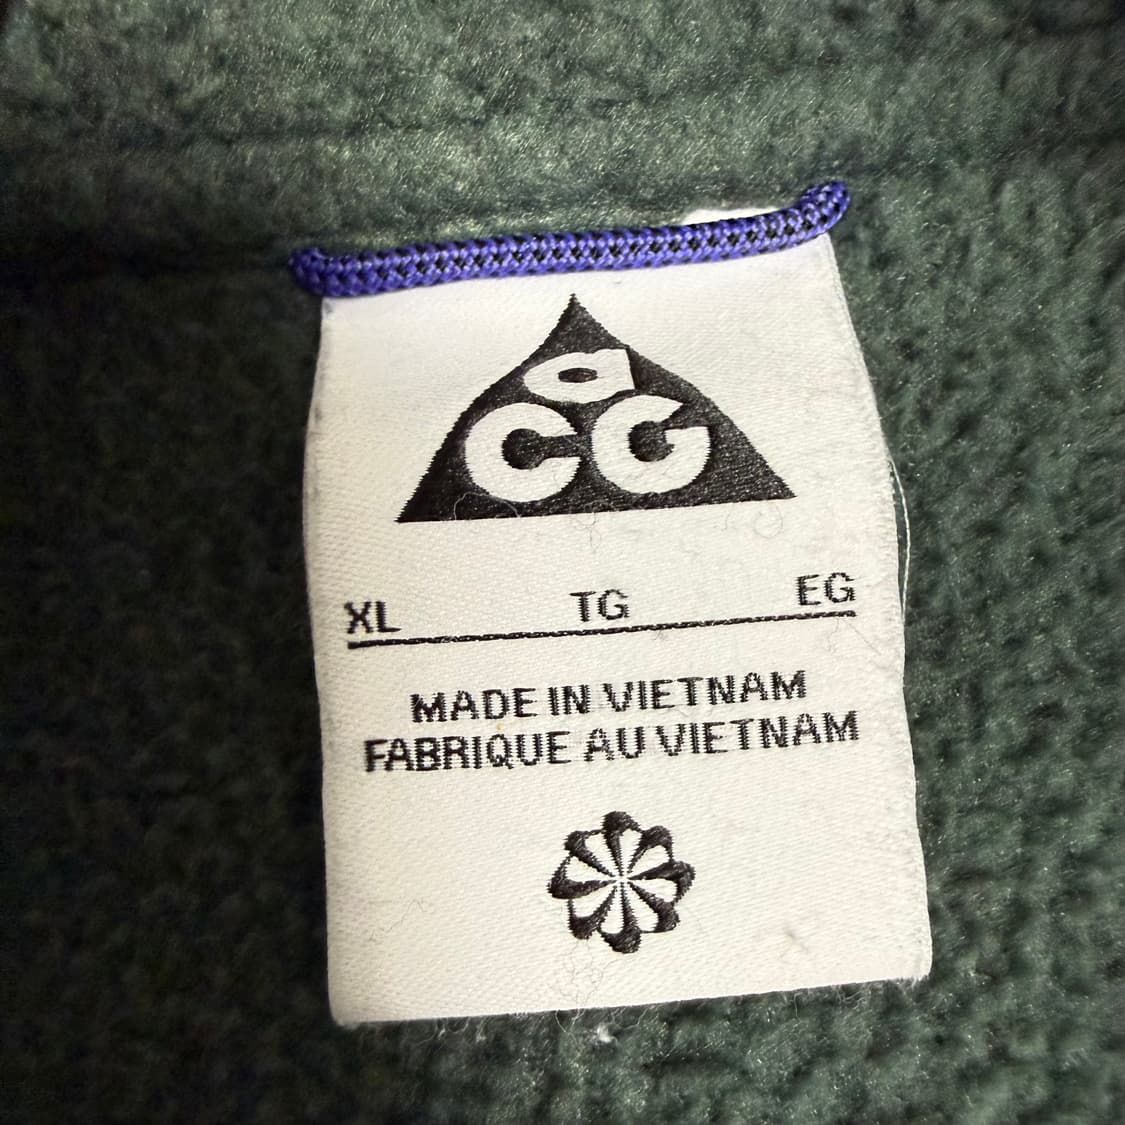 aCG
XL TG EG
MADE IN VIETNAM
FABRIQUE AU VIETNAM